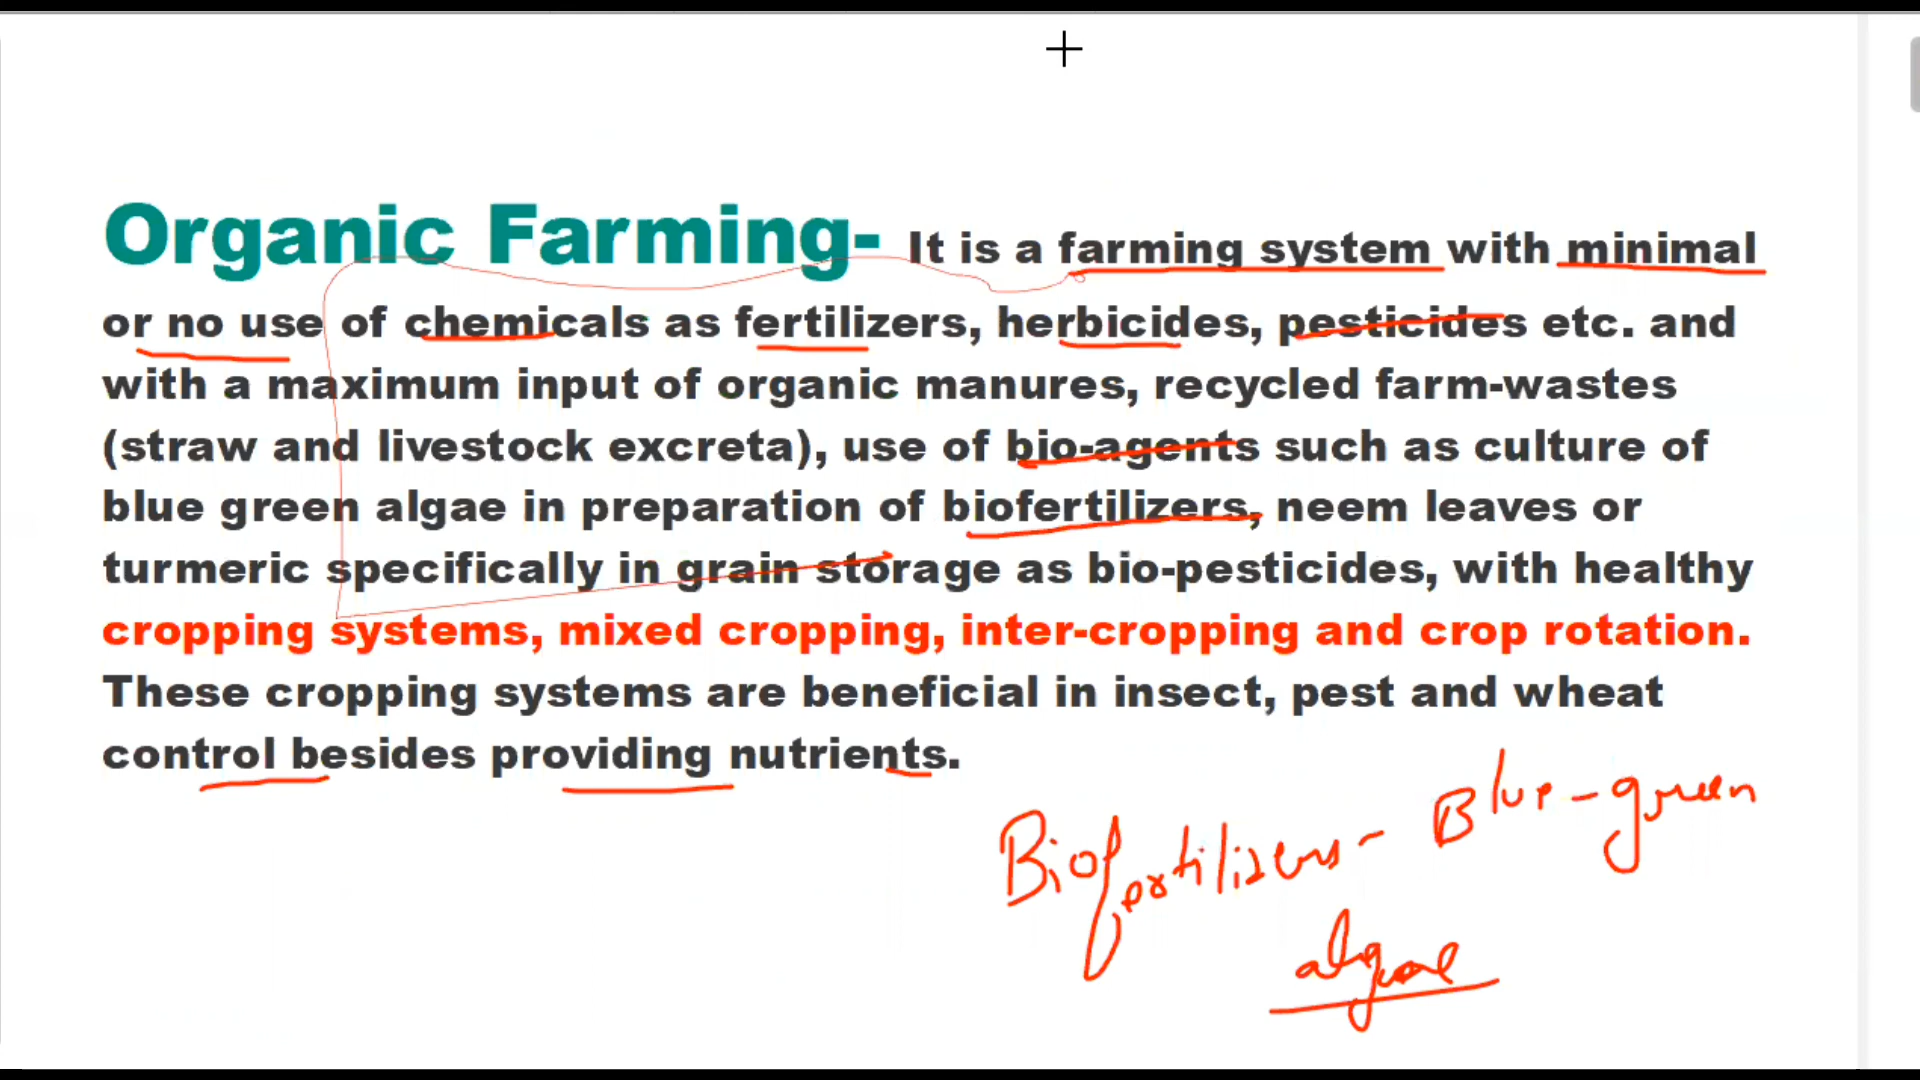 Organic Farming- It is a farming system with minimal
or no use of chemicals as fertilizers, herbicides, pesticides etc. and
with a maximum input of organic manures, recycled farm-wastes
(straw and livestock excreta), use of bio-agents such as culture of
blue green algae in preparation of biofertilizers, neem leaves or
turmeric specifically in grain storage as bio-pesticides, with healthy
cropping systems, mixed cropping, inter-cropping and crop rotation.
These cropping systems are beneficial in insect, pest and wheat
control besides providing nutrients.
Biofertilizers- Blue-green
algae